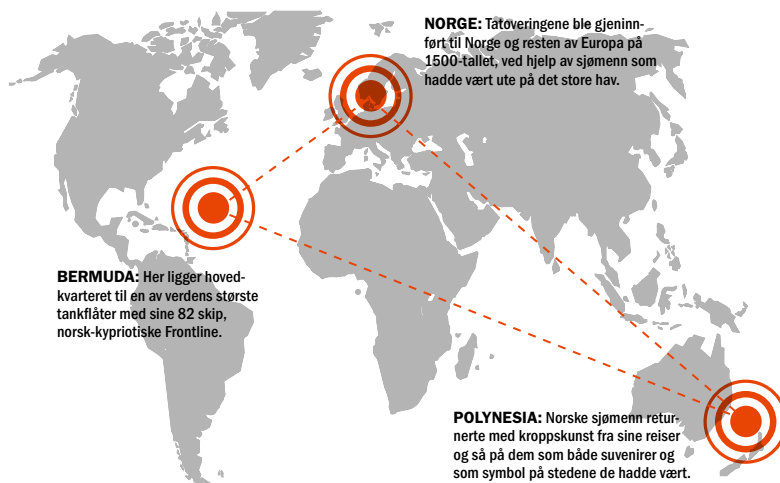 NORGE: Tatoveringene ble gjeninn-
ført til Norge og resten av Europa på
1500-tallet, ved hjelp av sjømenn som
hadde vært ute på det store hav.
BERMUDA: Her ligger hoved-
kvarteret til en av verdens største
tankflåter med sine 82 skip,
norsk-kypriotiske Frontline.
POLYNESIA: Norske sjømenn retur-
nerte med kroppskunst fra sine reiser
og så på dem som både suvenirer og
som symbol på stedene de hadde vært.